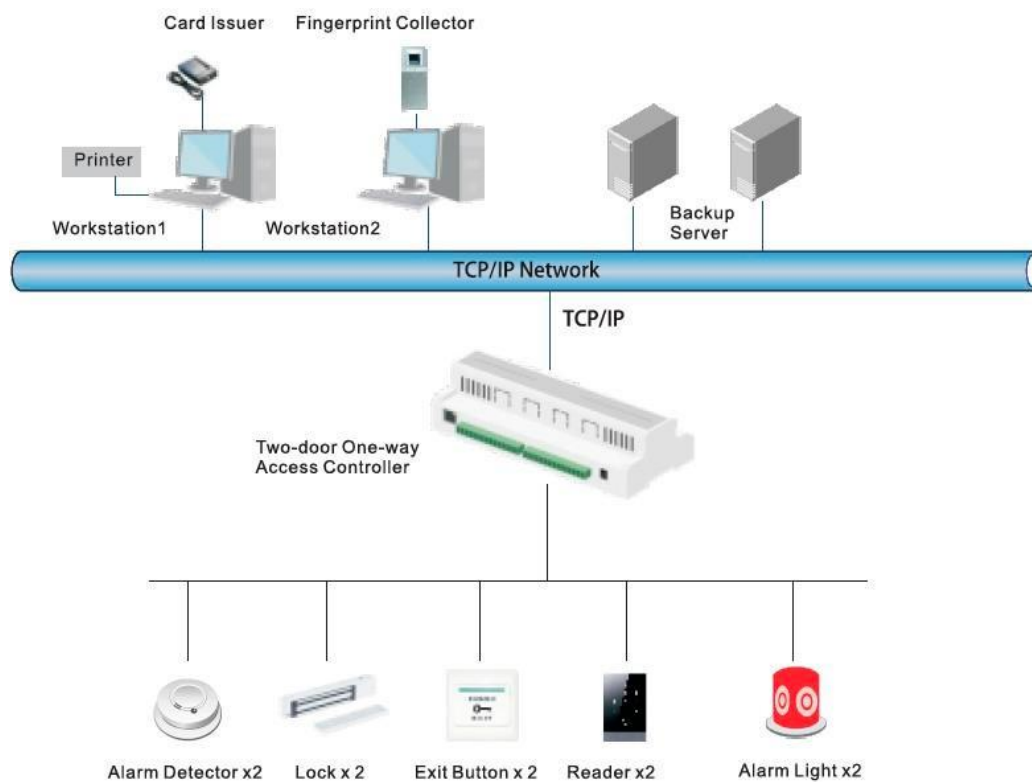 Card Issuer
Fingerprint Collector
Printer
Workstation1
Workstation2
Backup
Server
TCP/IP Network
TCP/IP
Two-door One-way
Access Controller
Alarm Detector x2
Lock x 2
Exit Button x 2
Reader x2
Alarm Light x2